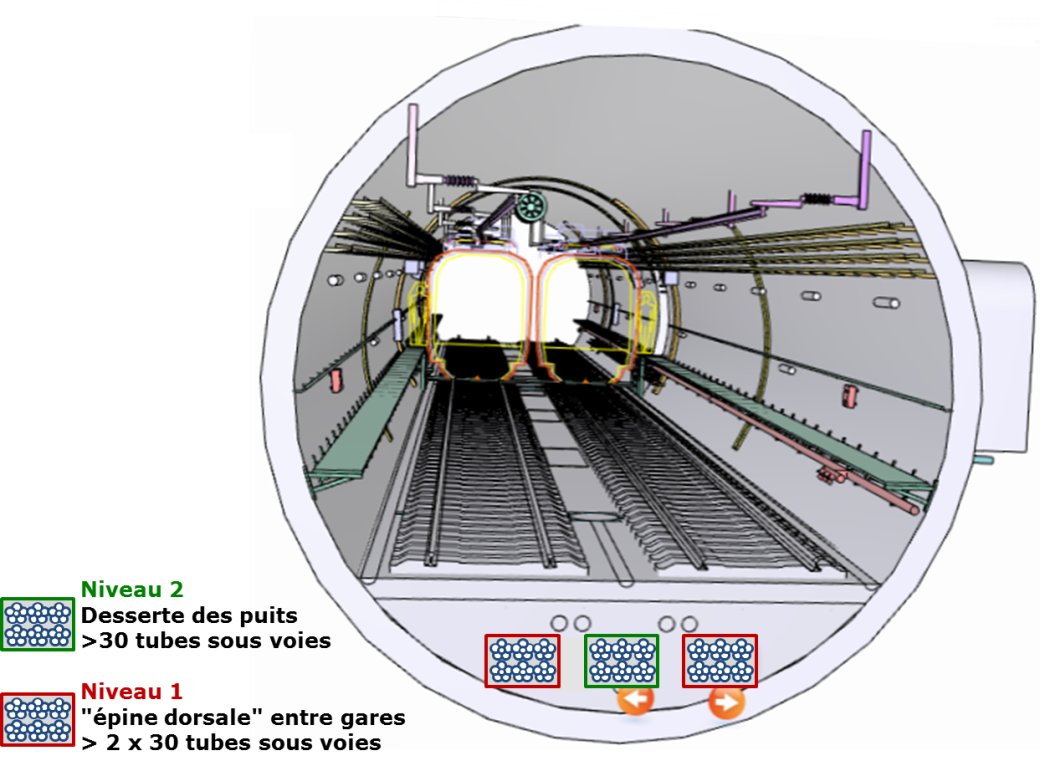 Niveau 2
Desserte des puits
>30 tubes sous voies
Niveau 1
"épine dorsale" entre gares
> 2 x 30 tubes sous voies